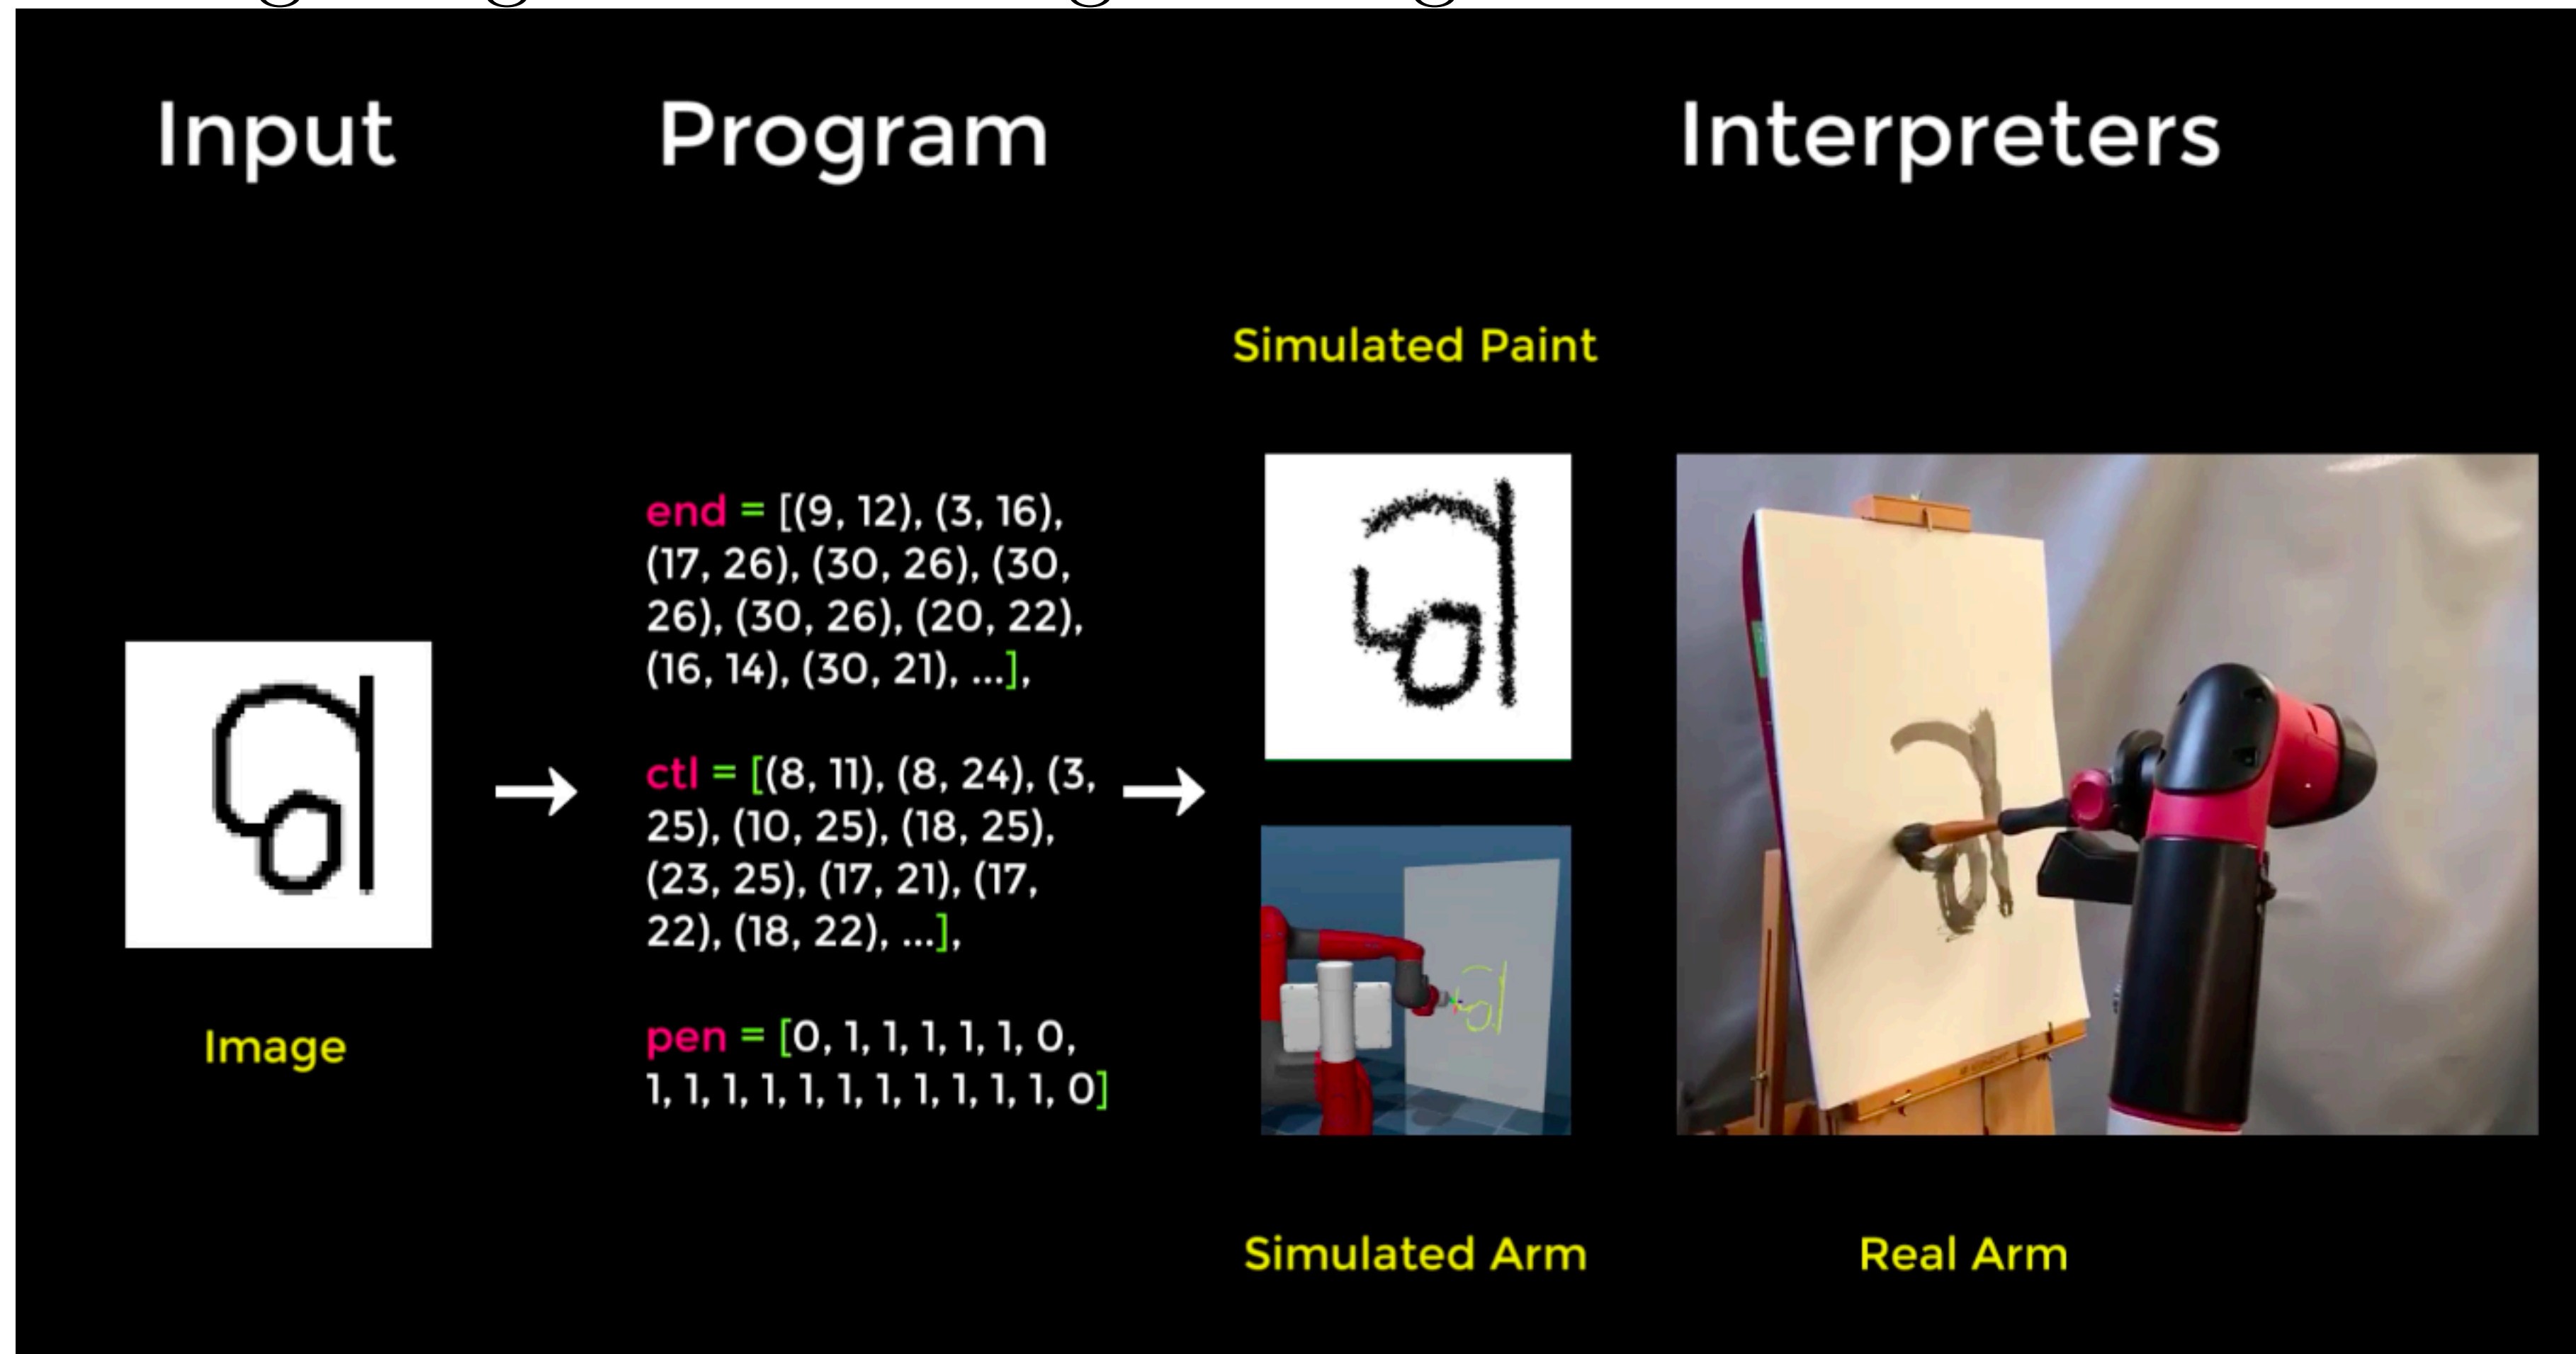 Input
Program
Interpreters
Simulated Paint
end = [(9, 12), (3, 16),
(17, 26), (30, 26), (30,
26), (30, 26), (20, 22),
(16, 14), (30, 21), ...],
ctl = [(8, 11), (8, 24), (3,
25), (10, 25), (18, 25),
(23, 25), (17, 21), (17,
22), (18, 22), ...],
pen = [0, 1, 1, 1, 1, 1, 0,
1, 1, 1, 1, 1, 1, 1, 1, 1, 1, 1, 0]
Image
Simulated Arm
Real Arm